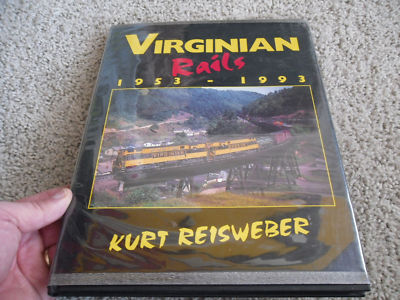 VIRGINIAN
Rails
1953 - 1993
KURT REISWEBER